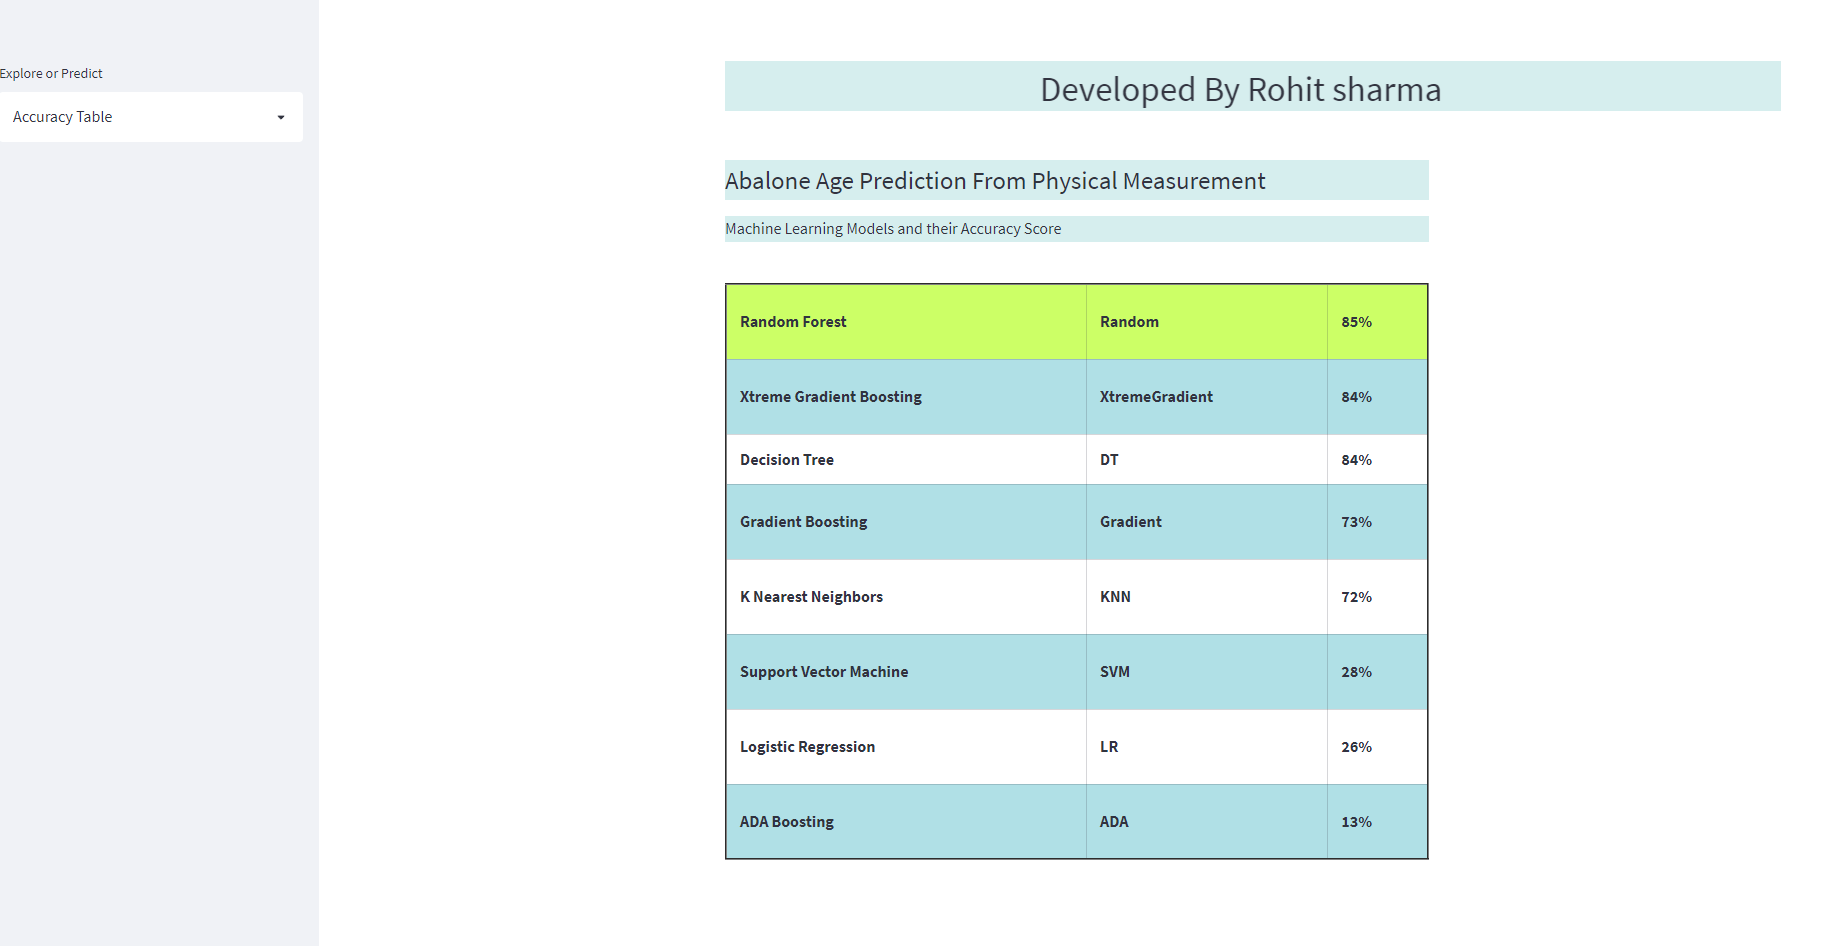 Explore or Predict
Accuracy Table
Developed By Rohit sharma
Abalone Age Prediction From Physical Measurement
Machine Learning Models and their Accuracy Score
Random Forest Random 85%
Xtreme Gradient Boosting XtremeGradient 84%
Decision Tree DT 84%
Gradient Boosting Gradient 73%
K Nearest Neighbors KNN 72%
Support Vector Machine SVM 28%
Logistic Regression LR 26%
ADA Boosting ADA 13%